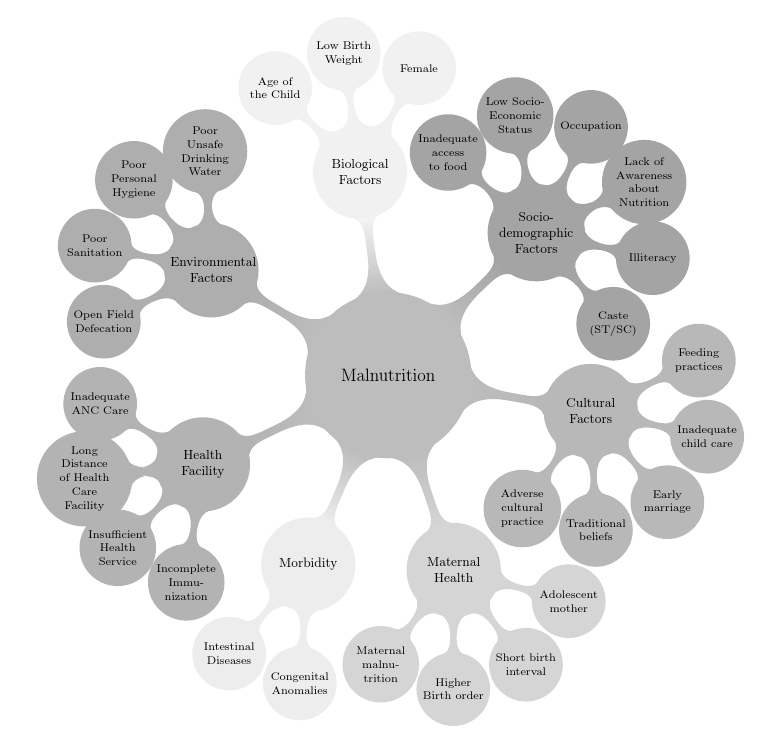 Malnutrition
Biological
Factors
Age of
the Child
Low Birth
Weight
Female
Socio-
demographic
Factors
Inadequate
access
to food
Low Socio-
Economic
Status
Occupation
Lack of
Awareness
about
Nutrition
Illiteracy
Caste
(ST/SC)
Cultural
Factors
Feeding
practices
Inadequate
child care
Early
marriage
Traditional
beliefs
Adverse
cultural
practice
Maternal
Health
Adolescent
mother
Short birth
interval
Higher
Birth order
Maternal
malnu-
trition
Morbidity
Congenital
Anomalies
Intestinal
Diseases
Health
Facility
Incomplete
Immu-
nization
Insufficient
Health
Service
Long
Distance
of Health
Care
Facility
Inadequate
ANC Care
Environmental
Factors
Open Field
Defecation
Poor
Sanitation
Poor
Personal
Hygiene
Poor
Unsafe
Drinking
Water